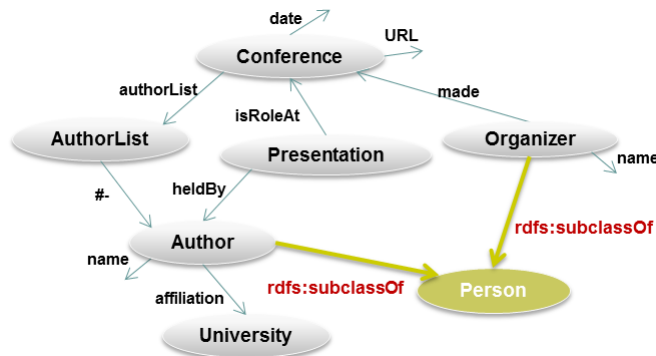 date
URL
Conference
authorList
made
isRoleAt
AuthorList
Presentation
Organizer
name
#-
heldBy
rdfs:subclassOf
Author
name
rdfs:subclassOf
Person
affiliation
University